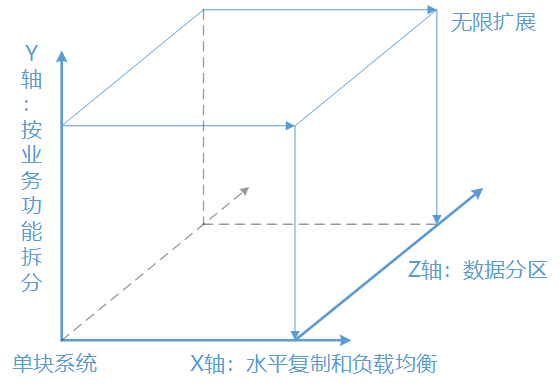 无限扩展
Y轴：按业务功能拆分
Z轴：数据分区
单块系统
X轴：水平复制和负载均衡